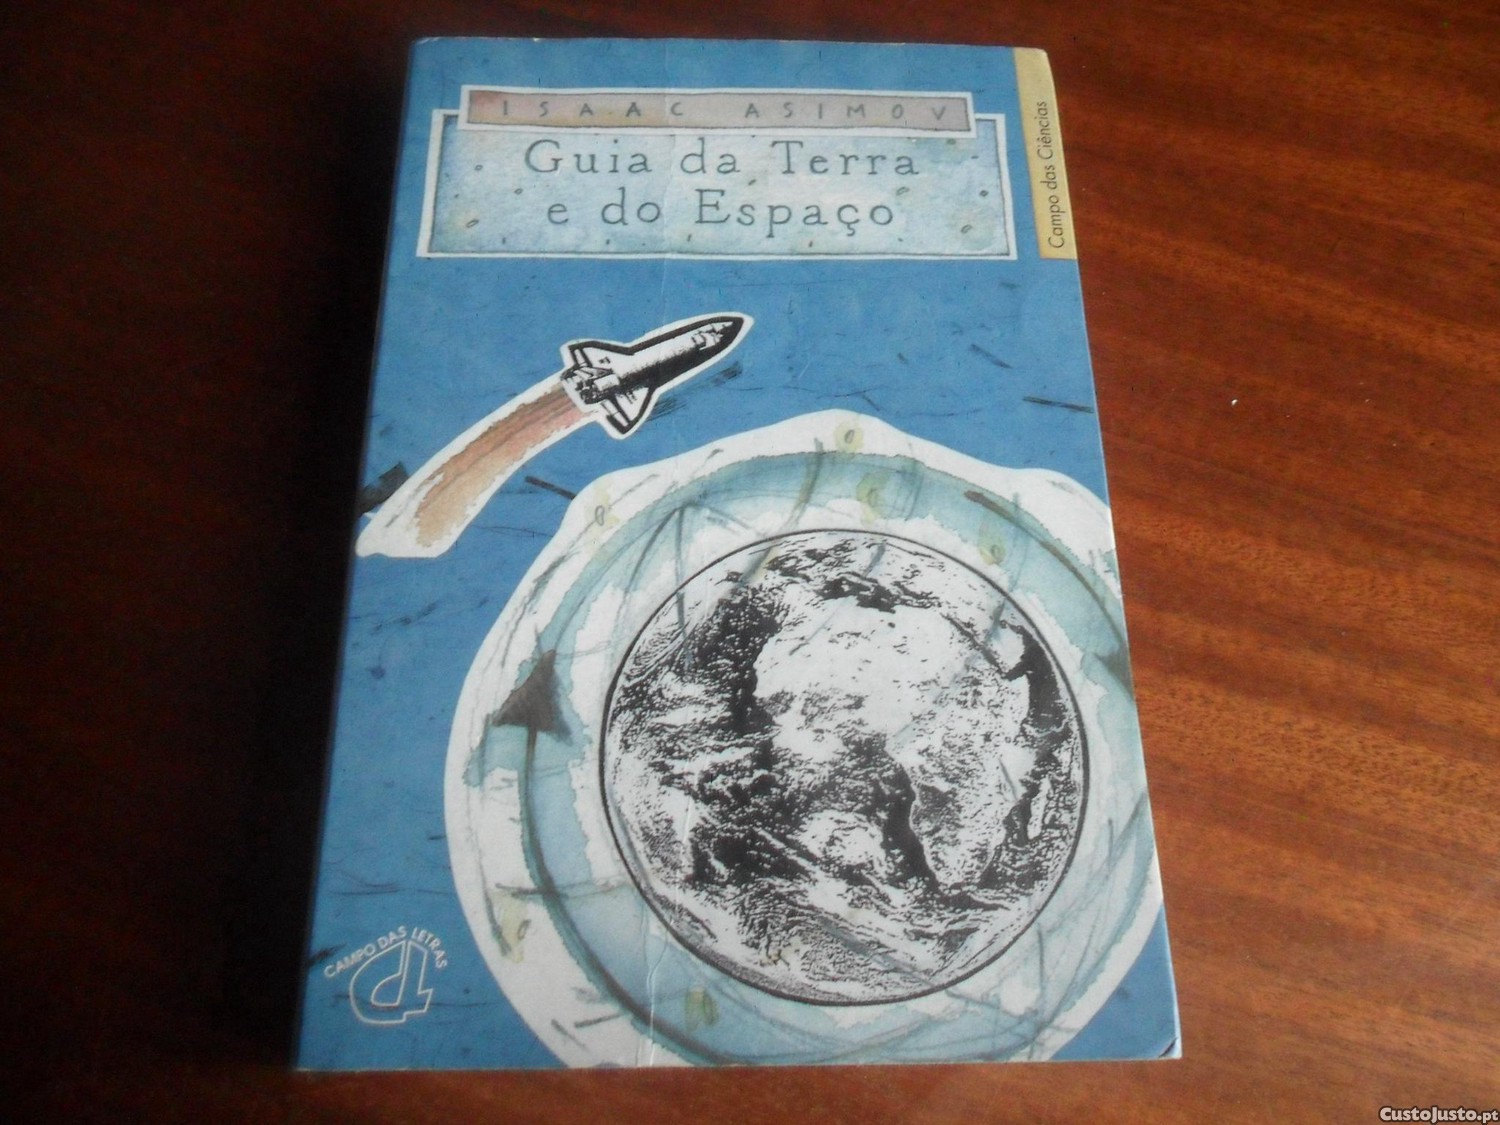 ISAAC ASIMOV
Guia da Terra
e do Espaço
Campo das Ciências
CAMPO DAS LETRAS
CustoJusto.pt